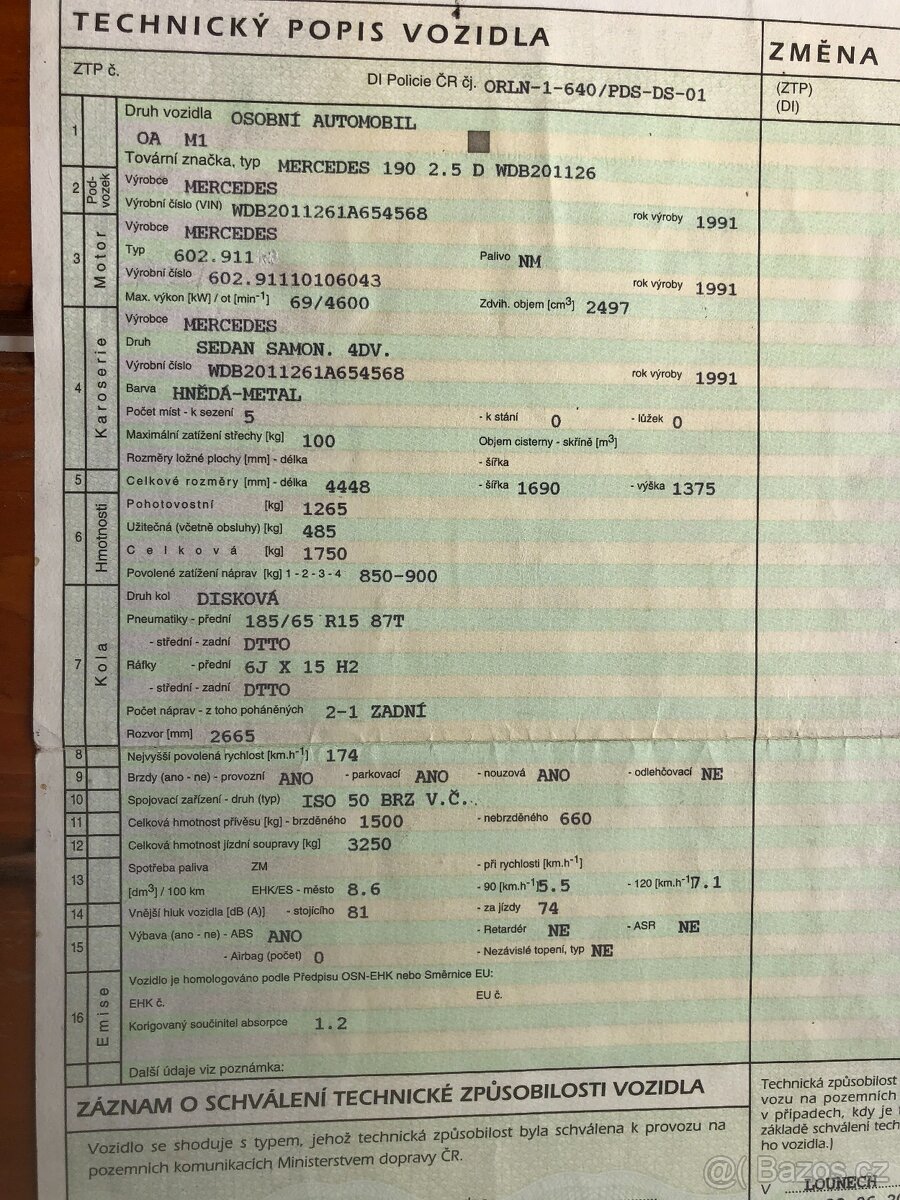 TECHNICKÝ POPIS VOZIDLA
ZMĚNA
ZTP č.
DI Policie ČR čj. ORLN-1-640/PDS-DS-01
(ZTP)
(DI)
1 Druh vozidla OSOBNÍ AUTOMOBIL
OA M1
Tovární značka, typ MERCEDES 190 2.5 D WDB201126
2 Pod-vozek Výrobce MERCEDES
Výrobní číslo (VIN) WDB2011261A654568 rok výroby 1991
3 Motor Výrobce MERCEDES
Typ 602.911 Palivo NM
Výrobní číslo 602.91110106043 rok výroby 1991
Max. výkon [kW] / ot [min-1] 69/4600 Zdvih. objem [cm3] 2497
4 Karoserie Výrobce MERCEDES
Druh SEDAN SAMON. 4DV.
Výrobní číslo WDB2011261A654568 rok výroby 1991
Barva HNĚDÁ-METAL
Počet míst - k sezení 5 - k stání 0 - lůžek 0
Maximální zatížení střechy [kg] 100 Objem cisterny - skříně [m3]
Rozměry ložné plochy [mm] - délka - šířka
5 Celkové rozměry [mm] - délka 4448 - šířka 1690 - výška 1375
6 Hmotnosti Pohotovostní [kg] 1265
Užitečná (včetně obsluhy) [kg] 485
Celková [kg] 1750
Povolené zatížení náprav [kg] 1 - 2 - 3 - 4 850-900
7 Kola Druh kol DISKOVÁ
Pneumatiky - přední 185/65 R15 87T
- střední - zadní DTTO
Ráfky - přední 6J X 15 H2
- střední - zadní DTTO
Počet náprav - z toho poháněných 2-1 ZADNÍ
Rozvor [mm] 2665
8 Nejvyšší povolená rychlost [km.h-1] 174
9 Brzdy (ano - ne) - provozní ANO - parkovací ANO - nouzová ANO - odlehčovací NE
10 Spojovací zařízení - druh (typ) ISO 50 BRZ V.Č..
11 Celková hmotnost přívěsu [kg] - brzděného 1500 - nebrzděného 660
12 Celková hmotnost jízdní soupravy [kg] 3250
13 Spotřeba paliva ZM - při rychlosti [km.h-1]
[dm3] / 100 km EHK/ES - město 8.6 - 90 [km.h-1] 5.5 - 120 [km.h-1] 7.1
14 Vnější hluk vozidla [dB (A)] - stojícího 81 - za jízdy 74
15 Výbava (ano - ne) - ABS ANO - Retardér NE - ASR NE
- Airbag (počet) 0 - Nezávislé topení, typ NE
16 Emise Vozidlo je homologováno podle Předpisu OSN-EHK nebo Směrnice EU:
EHK č. EU č.
Korigovaný součinitel absorpce 1.2
Další údaje viz poznámka:
ZÁZNAM O SCHVÁLENÍ TECHNICKÉ ZPŮSOBILOSTI VOZIDLA
Vozidlo se shoduje s typem, jehož technická způsobilost byla schválena k provozu na
pozemních komunikacích Ministerstvem dopravy ČR.
Technická způsobilost
vozu na pozemních
v případech, kdy je
základě schválení tech
ho vozidla.)
V LOUNECH
@ Bazos.cz